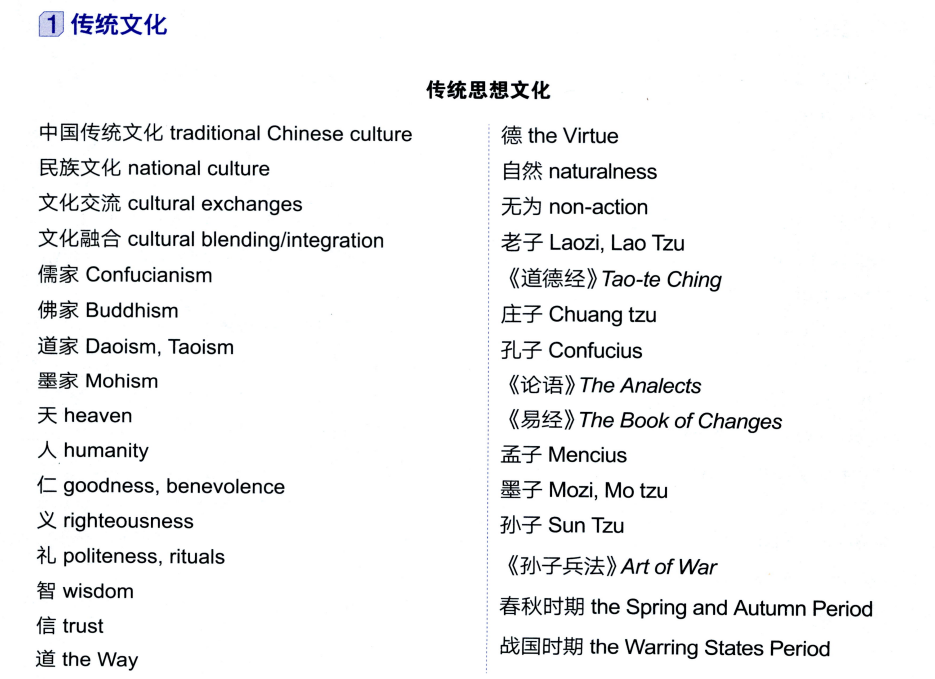 1 传统文化
传统思想文化
中国传统文化 traditional Chinese culture
民族文化 national culture
文化交流 cultural exchanges
文化融合 cultural blending/integration
儒家 Confucianism
佛家 Buddhism
道家 Daoism, Taoism
墨家 Mohism
天 heaven
人 humanity
仁 goodness, benevolence
义 righteousness
礼 politeness, rituals
智 wisdom
信 trust
道 the Way
德 the Virtue
自然 naturalness
无为 non-action
老子 Laozi, Lao Tzu
《道德经》Tao-te Ching
庄子 Chuang tzu
孔子 Confucius
《论语》The Analects
《易经》The Book of Changes
孟子 Mencius
墨子 Mozi, Mo tzu
孙子 Sun Tzu
《孙子兵法》Art of War
春秋时期 the Spring and Autumn Period
战国时期 the Warring States Period